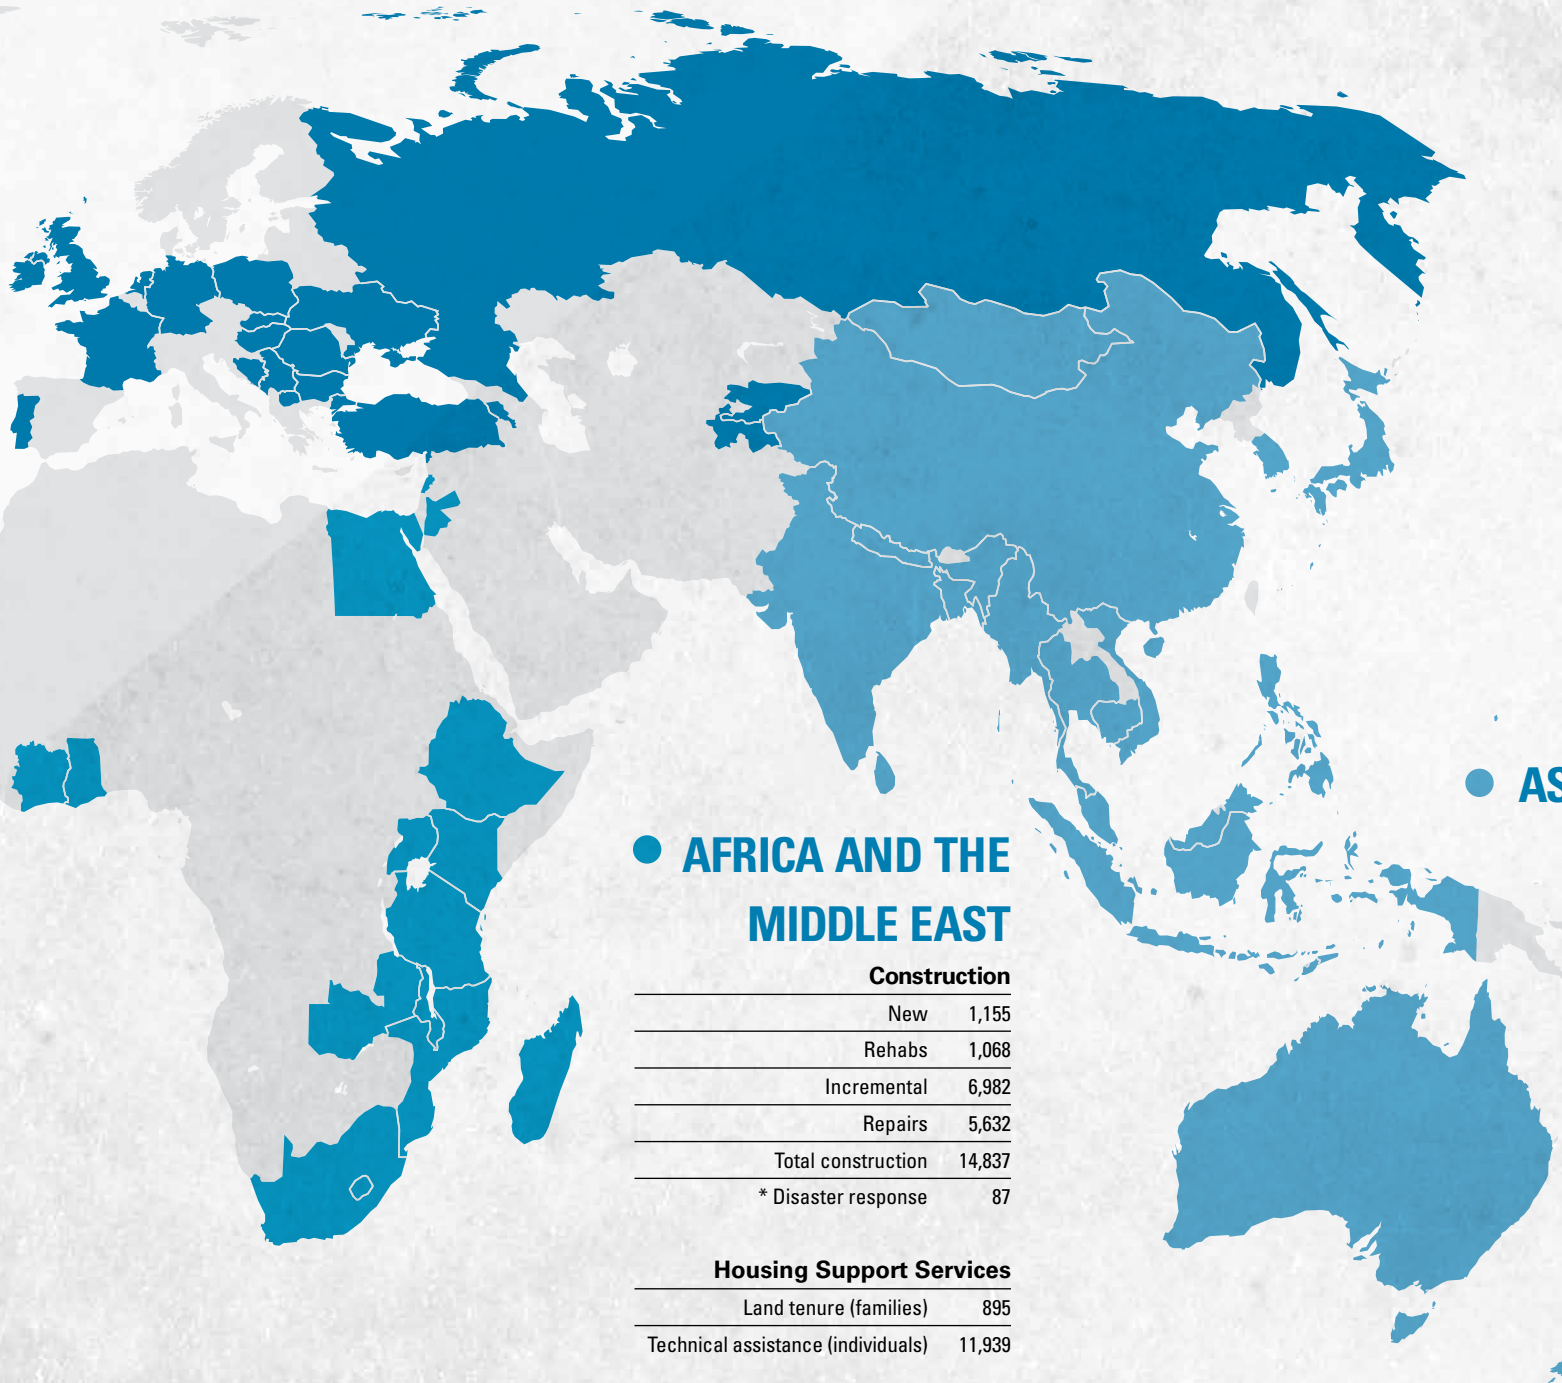 AS
AFRICA AND THE
MIDDLE EAST
Construction
New 1,155
Rehabs 1,068
Incremental 6,982
Repairs 5,632
Total construction 14,837
* Disaster response 87
Housing Support Services
Land tenure (families) 895
Technical assistance (individuals) 11,939